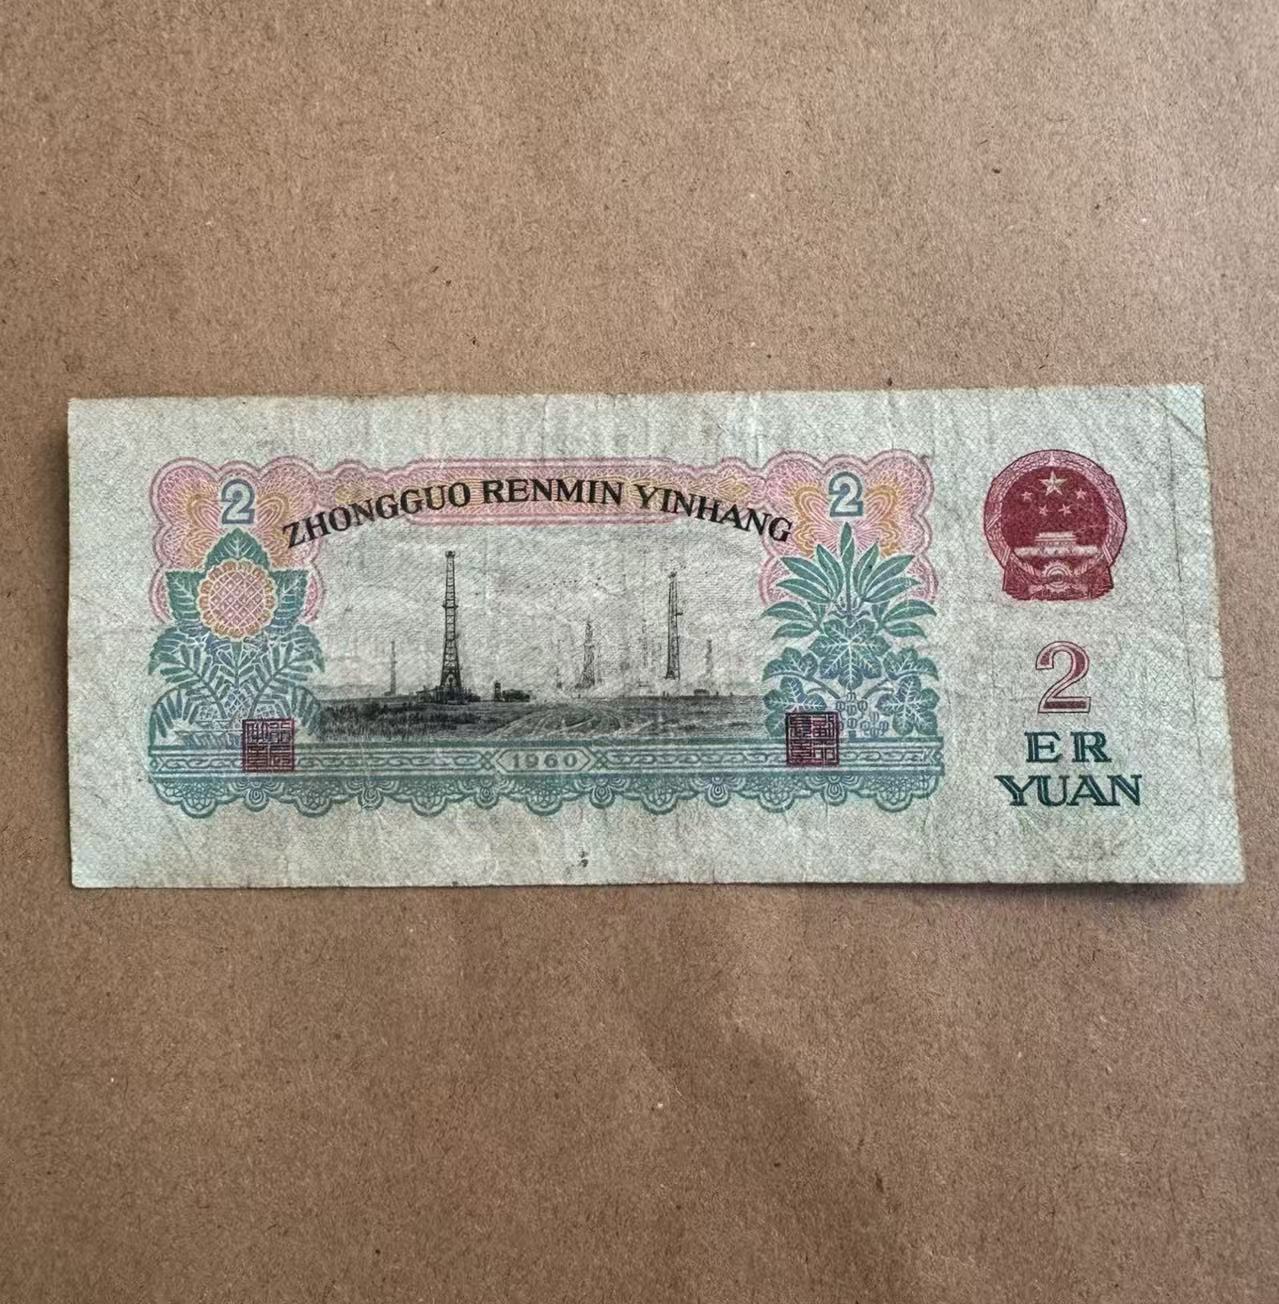 2
2
ZHONGGUO RENMIN YINHANG
1960
2
ER
YUAN